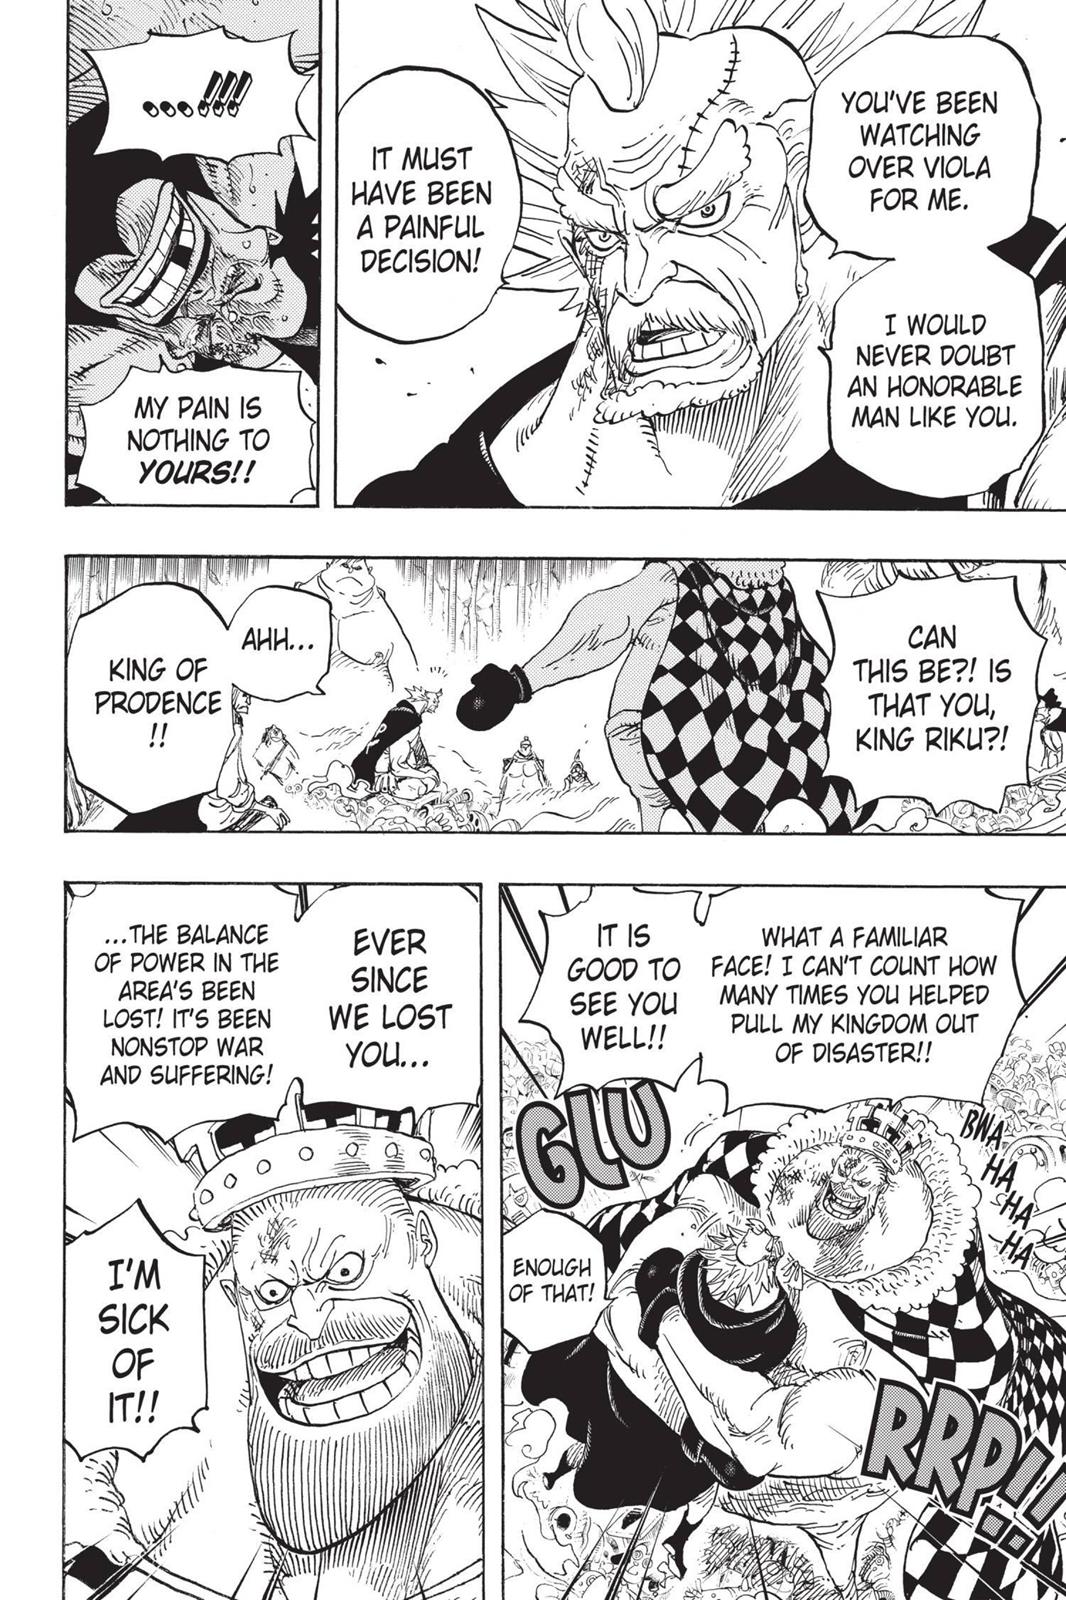 YOU'VE BEEN
WATCHING
OVER VIOLA
FOR ME.
I WOULD
NEVER DOUBT
AN HONORABLE
MAN LIKE YOU.
IT MUST
HAVE BEEN
A PAINFUL
DECISION!
...!!!
MY PAIN IS
NOTHING TO
YOURS!!
CAN
THIS BE?! IS
THAT YOU,
KING RIKU?!
AHH...
KING OF
PRODENCE
!!
WHAT A FAMILIAR
FACE! I CAN'T COUNT HOW
MANY TIMES YOU HELPED
PULL MY KINGDOM OUT
OF DISASTER!!
IT IS
GOOD TO
SEE YOU
WELL!!
BWA
HA
HA
HA
HA
GLU
ENOUGH
OF THAT!
RRP!!
EVER
SINCE
WE LOST
YOU...
...THE BALANCE
OF POWER IN THE
AREA'S BEEN
LOST! IT'S BEEN
NONSTOP WAR
AND SUFFERING!
I'M
SICK
OF
IT!!